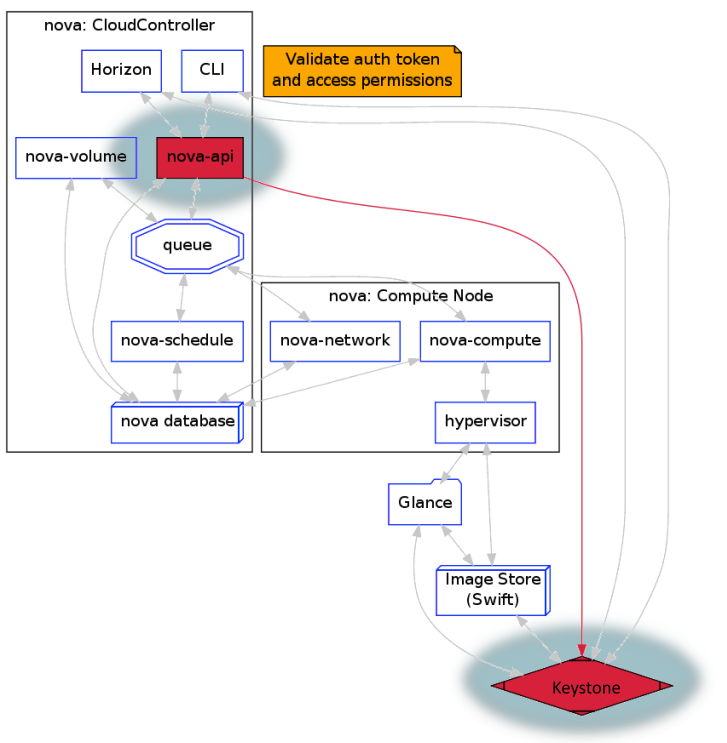 nova: CloudController
Horizon
CLI
Validate auth token
and access permissions
nova-volume
nova-api
queue
nova: Compute Node
nova-schedule
nova-network
nova-compute
nova database
hypervisor
Glance
Image Store
(Swift)
Keystone